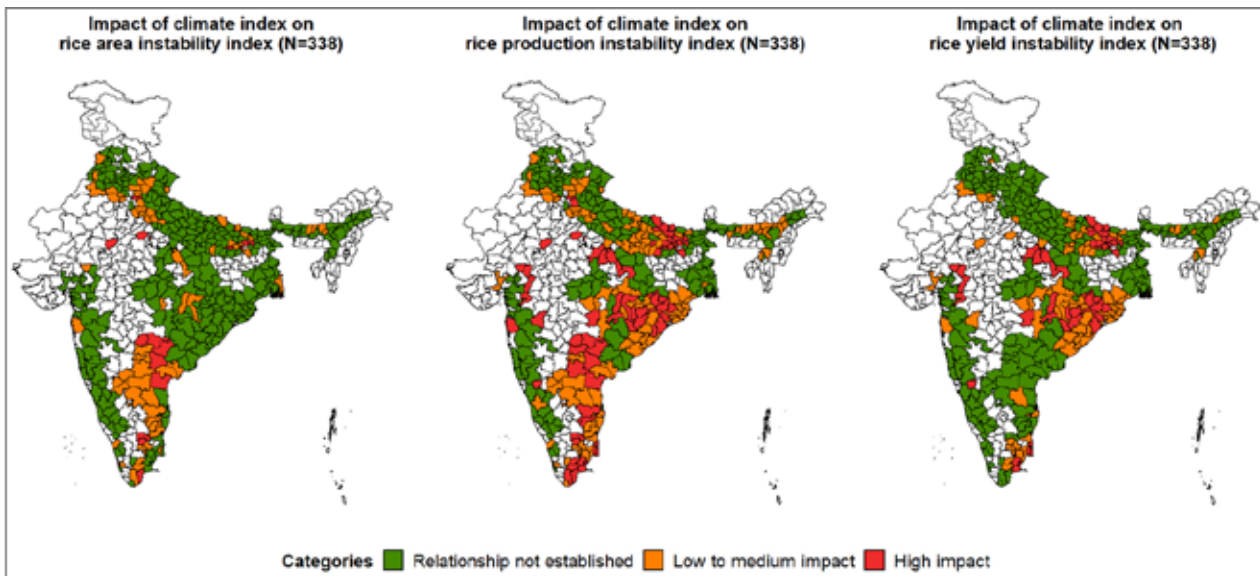 Impact of climate index on
rice area instability index (N=338)
Impact of climate index on
rice production instability index (N=338)
Impact of climate index on
rice yield instability index (N=338)
Categories Relationship not established Low to medium impact High impact